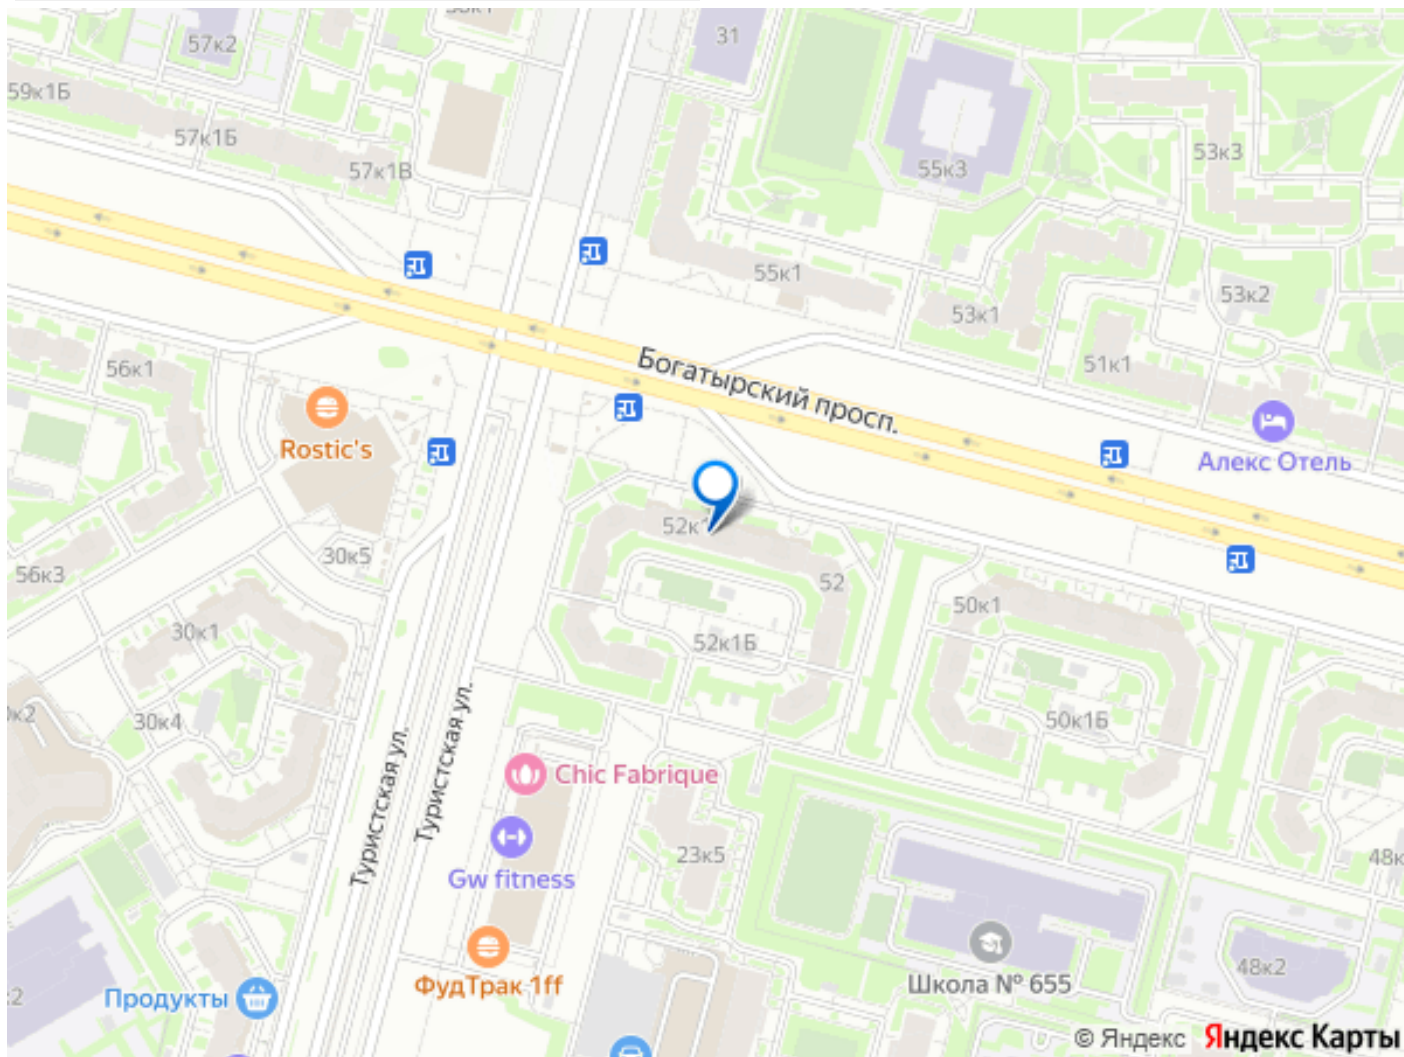 57к2
31
59к1Б
57к1Б
57к1В
55к3
53к3
55к1
53к2
53к1
Богатырский просп.
56к1
51к1
Rostic's
Алекс Отель
52к1
30к5
56к3
52
50к1
30к1
52к1Б
30к4
50к1Б
Туристская ул.
Туристская ул.
Chic Fabrique
23к5
Gw fitness
ФудТрак 1ff
Школа № 655
48к2
Продукты
© Яндекс Яндекс Карты